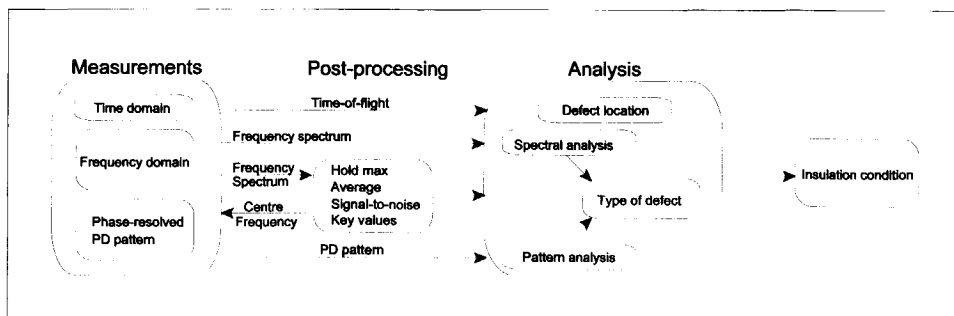 Measurements
Post-processing
Analysis
Time domain
Time-of-flight
Defect location
Frequency spectrum
Spectral analysis
Frequency domain
Frequency
Spectrum
Hold max
Average
Signal-to-noise
Key values
Insulation condition
Centre
Frequency
Type of defect
Phase-resolved
PD pattern
PD pattern
Pattern analysis